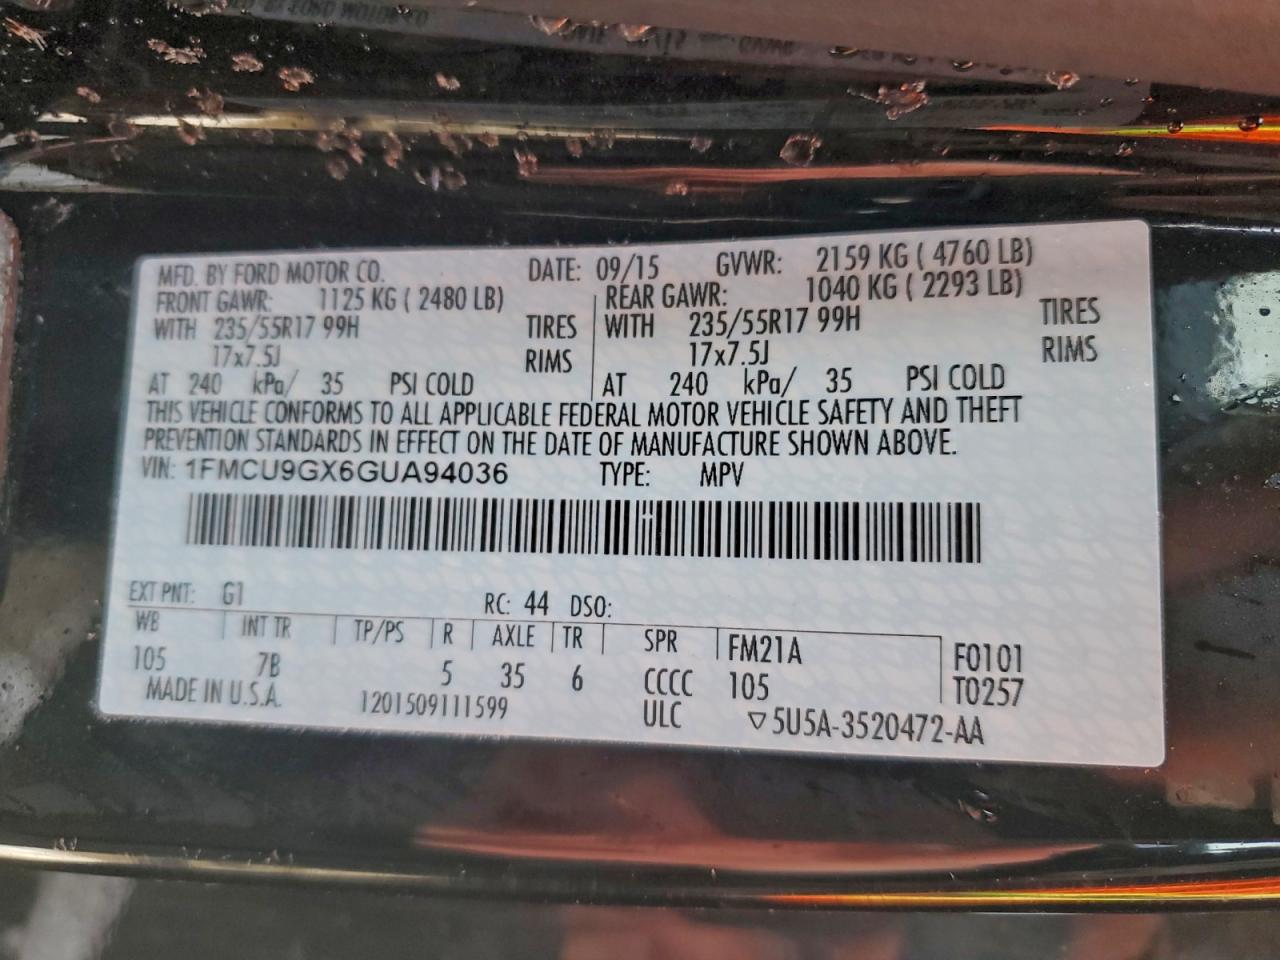 MFD. BY FORD MOTOR CO. DATE: 09/15 GVWR: 2159 KG ( 4760 LB)
FRONT GAWR: 1125 KG ( 2480 LB) REAR GAWR: 1040 KG ( 2293 LB)
WITH 235/55R17 99H TIRES WITH 235/55R17 99H TIRES
17x7.5J RIMS 17x7.5J RIMS
AT 240 kPa/ 35 PSI COLD AT 240 kPa/ 35 PSI COLD
THIS VEHICLE CONFORMS TO ALL APPLICABLE FEDERAL MOTOR VEHICLE SAFETY AND THEFT
PREVENTION STANDARDS IN EFFECT ON THE DATE OF MANUFACTURE SHOWN ABOVE.
VIN: 1FMCU9GX6GUA94036 TYPE: MPV
EXT PNT: G1 RC: 44 DSO:
WB INT TR TP/PS R AXLE TR SPR FM21A F0101
105 7B 5 35 6 CCCC 105 T0257
MADE IN U.S.A. 1201509111599 ULC ▽5U5A-3520472-AA